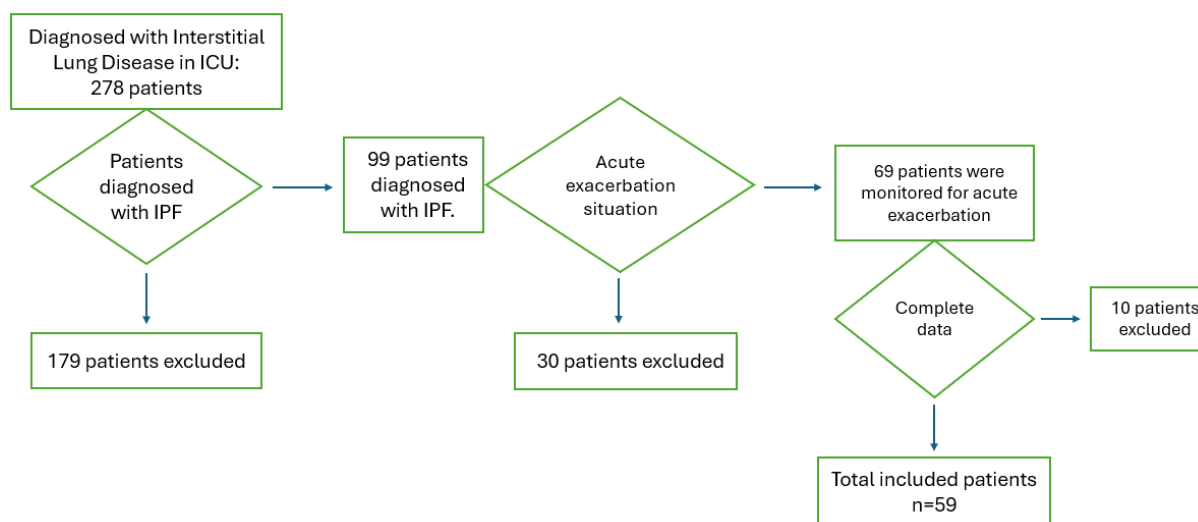 Diagnosed with Interstitial
Lung Disease in ICU:
278 patients
Patients
diagnosed
with IPF
179 patients excluded
99 patients
diagnosed
with IPF.
Acute
exacerbation
situation
30 patients excluded
69 patients were
monitored for acute
exacerbation
Complete
data
10 patients
excluded
Total included patients
n=59